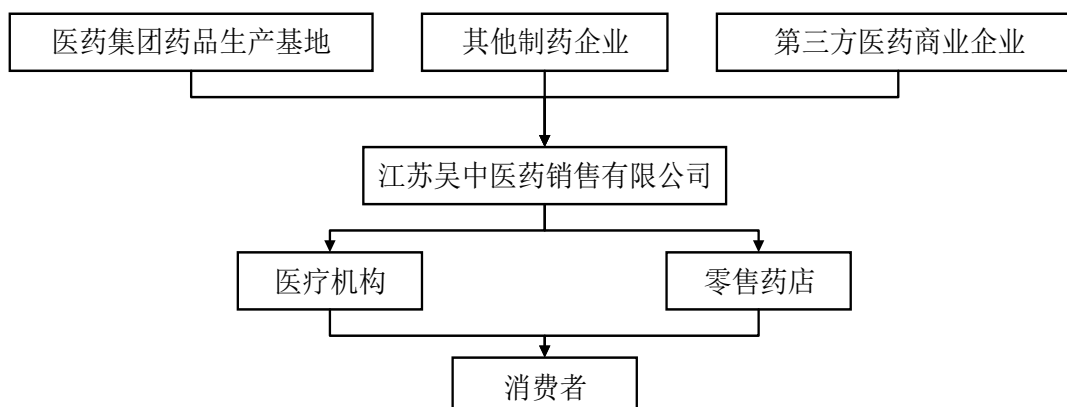 医药集团药品生产基地
其他制药企业
第三方医药商业企业
江苏吴中医药销售有限公司
医疗机构
零售药店
消费者